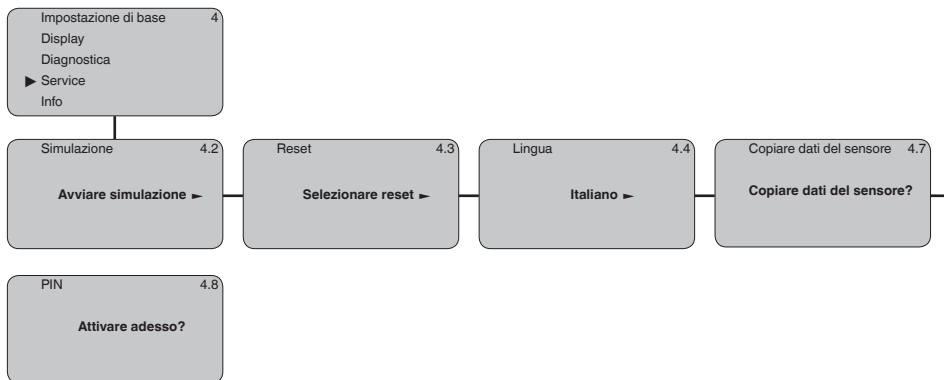 Impostazione di base 4
Display
Diagnostica
▶ Service
Info
Simulazione 4.2
Avviare simulazione ►
Reset 4.3
Selezionare reset ►
Lingua 4.4
Italiano ►
Copiare dati del sensore 4.7
Copiare dati del sensore?
PIN 4.8
Attivare adesso?